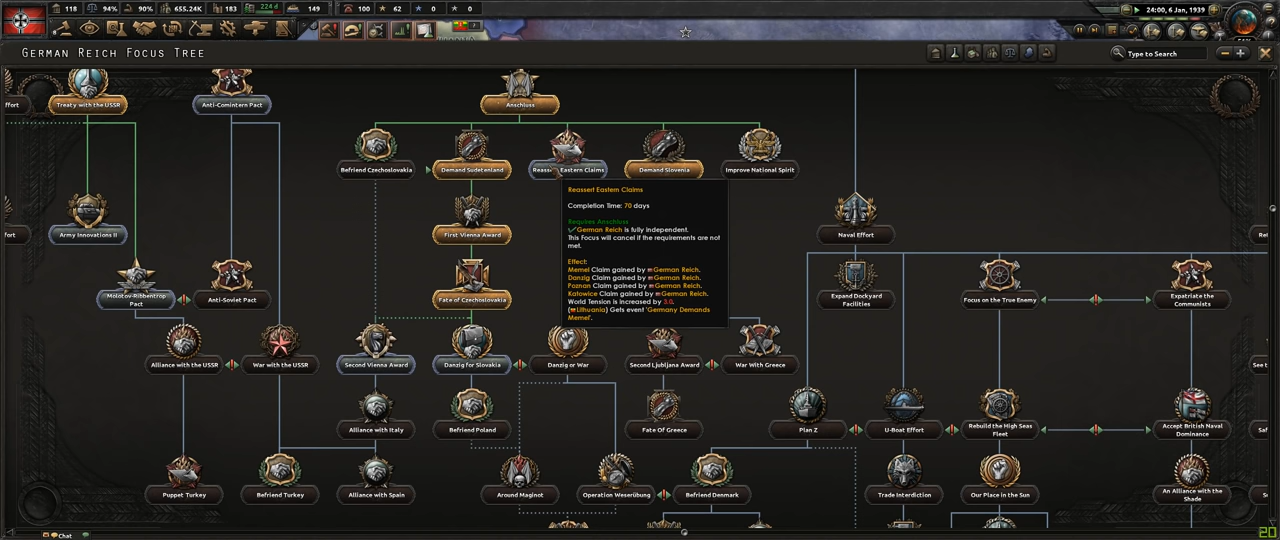 118
94%
90%
655.24K
183
224 d
149
100
62
0
0
24:00, 6 Jan, 1939
German Reich Focus Tree
Type to Search
Treaty with the USSR
Anti-Comintern Pact
Anschluss
Befriend Czechoslovakia
Demand Sudetenland
Reassert Eastern Claims
Demand Slovenia
Improve National Spirit
Reassert Eastern Claims
Completion Time: 70 days
Requires Anschluss
German Reich is fully independent.
This Focus will cancel if the requirements are not
met.
Effect:
Memel Claim gained by German Reich.
Danzig Claim gained by German Reich.
Poznan Claim gained by German Reich.
Katowice Claim gained by German Reich.
World Tension is increased by 3.0.
(Lithuania) Gets event 'Germany Demands
Memel'.
Army Innovations II
First Vienna Award
Naval Effort
Molotov-Ribbentrop
Pact
Anti-Soviet Pact
Fate of Czechoslovakia
Expand Dockyard
Facilities
Focus on the True Enemy
Expatriate the
Communists
Alliance with the USSR
War with the USSR
Second Vienna Award
Danzig for Slovakia
Danzig or War
Second Ljubljana Award
War With Greece
Alliance with Italy
Befriend Poland
Fate Of Greece
Plan Z
U-Boat Effort
Rebuild the High Seas
Fleet
Accept British Naval
Dominance
Puppet Turkey
Befriend Turkey
Alliance with Spain
Around Maginot
Operation Weserübung
Befriend Denmark
Trade Interdiction
Our Place in the Sun
An Alliance with the
Shade
Chat
20